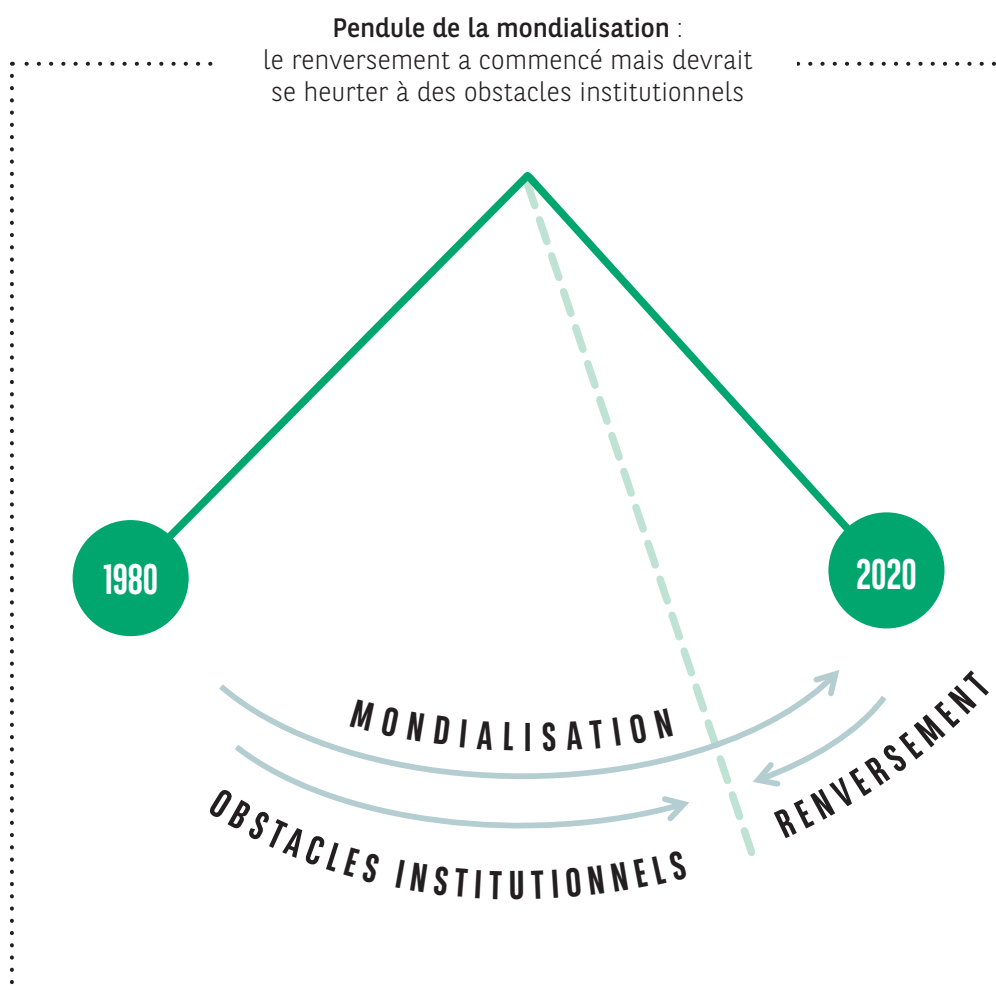 Pendule de la mondialisation :
le renversement a commencé mais devrait
se heurter à des obstacles institutionnels
1980
2020
MONDIALISATION
RENVERSEMENT
OBSTACLES INSTITUTIONNELS